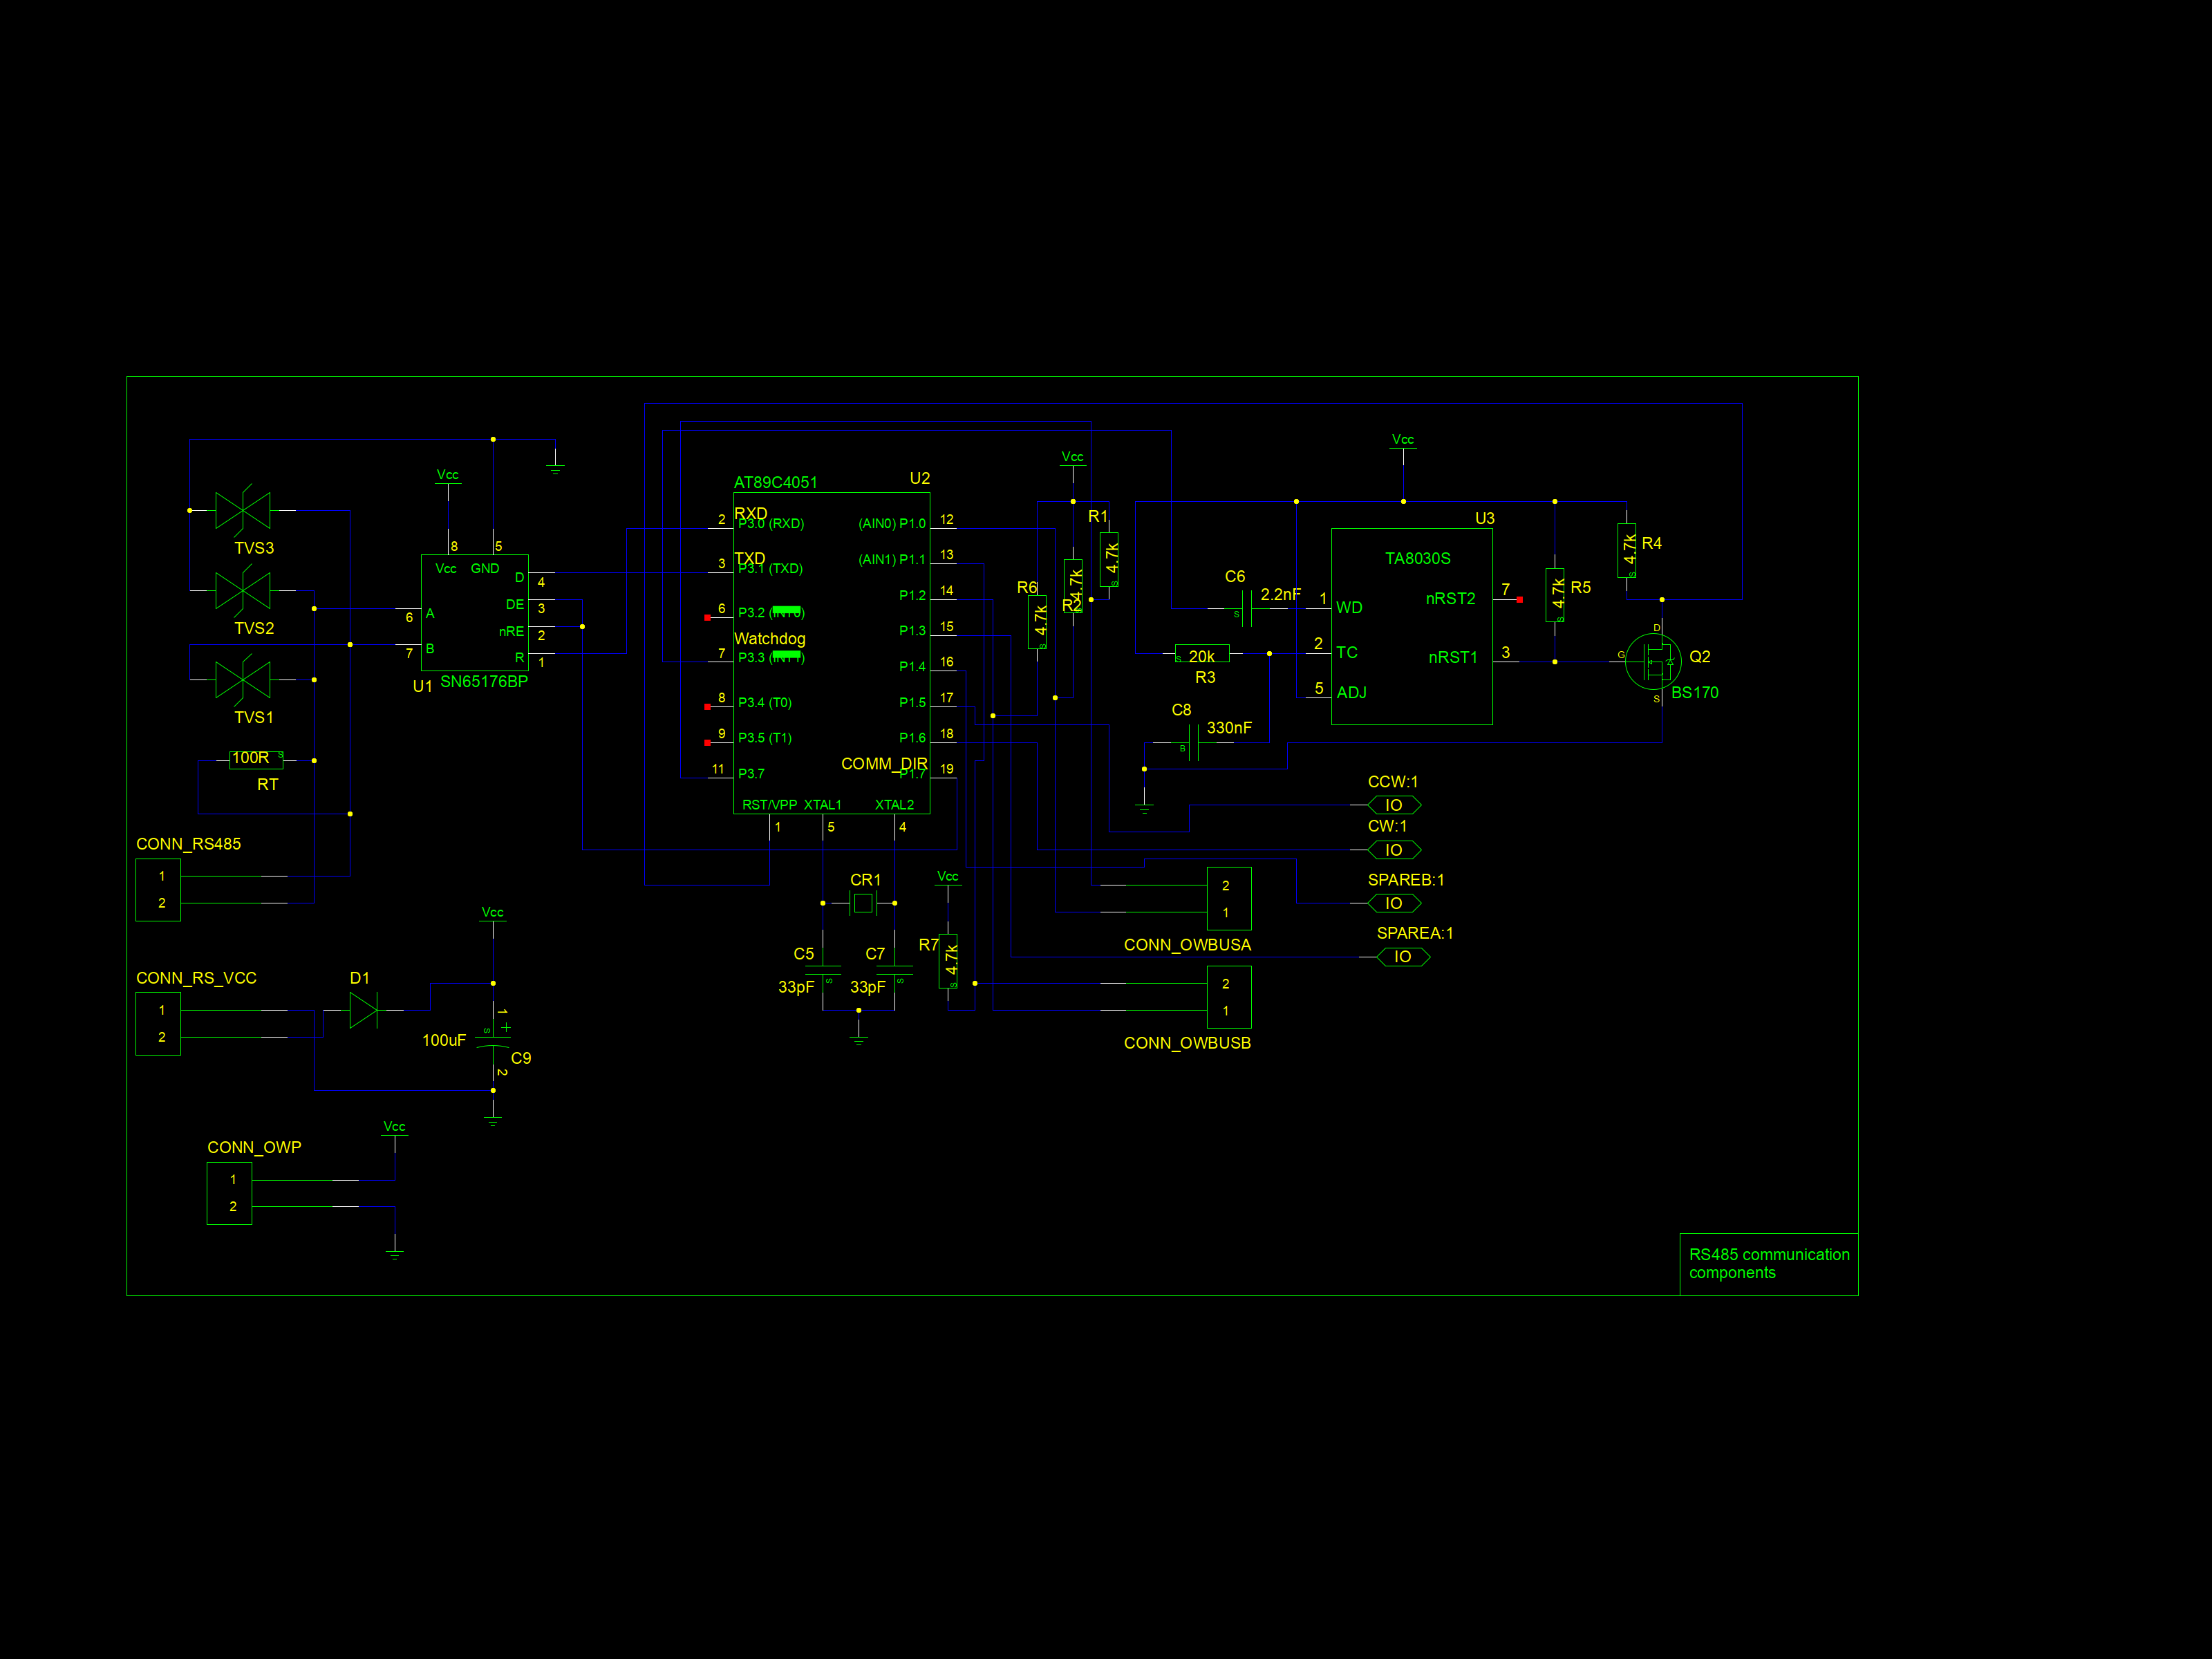 Vcc
TVS3
TVS2
TVS1
8
5
Vcc
GND
D
4
DE
3
nRE
2
R
1
A
6
B
7
U1
SN65176BP
100R
S
RT
CONN_RS485
1
2
CONN_RS_VCC
1
2
D1
Vcc
1
S
+
100uF
C9
2
CONN_OWP
1
2
Vcc
AT89C4051
U2
RXD
2
P3.0 (RXD)
TXD
3
P3.1 (TXD)
6
P3.2 (INT0)
Watchdog
7
P3.3 (INT1)
8
P3.4 (T0)
9
P3.5 (T1)
11
P3.7
(AIN0) P1.0
12
(AIN1) P1.1
13
P1.2
14
P1.3
15
P1.4
16
P1.5
17
P1.6
18
COMM_DIR
P1.7
19
RST/VPP
XTAL1
XTAL2
1
5
4
CR1
C5
33pF
S
C7
33pF
S
Vcc
R7
4.7k
S
Vcc
R1
4.7k
S
R2
4.7k
R6
4.7k
S
Vcc
C6
2.2nF
S
20k
S
R3
C8
330nF
B
U3
TA8030S
1
WD
2
TC
5
ADJ
nRST2
7
nRST1
3
R5
4.7k
S
R4
4.7k
S
D
G
S
Q2
BS170
CCW:1
IO
CW:1
IO
SPAREB:1
IO
SPAREA:1
IO
2
1
CONN_OWBUSA
2
1
CONN_OWBUSB
RS485 communication
components